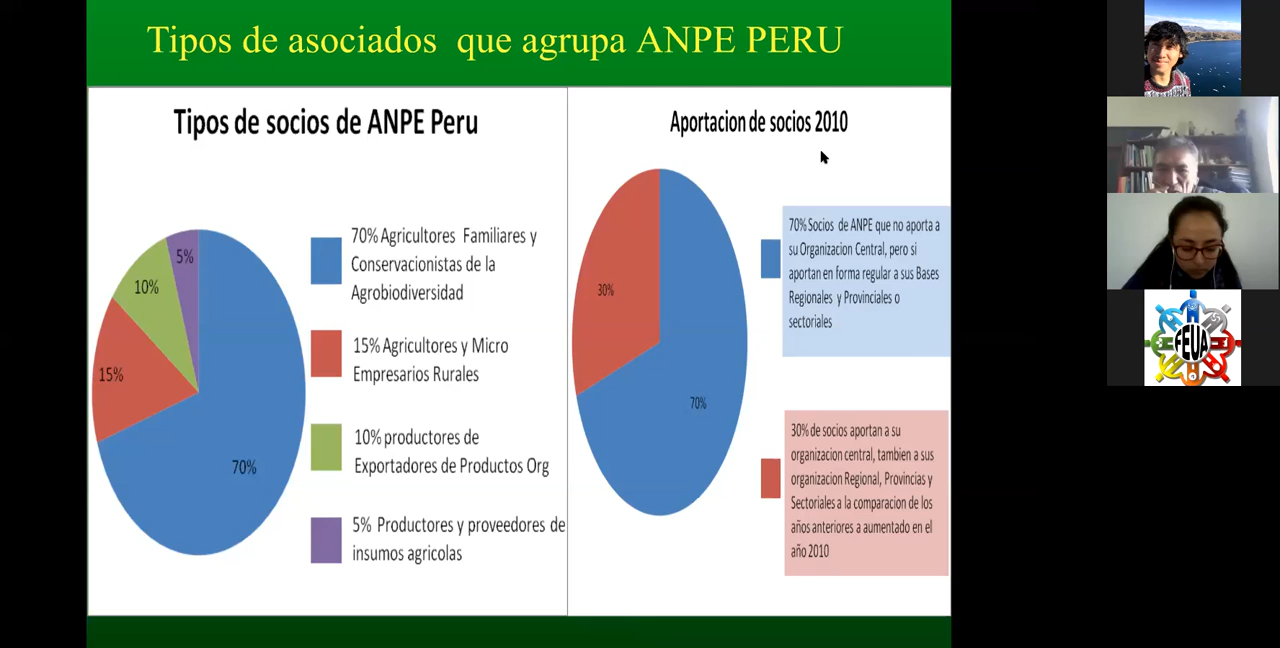 Tipos de asociados que agrupa ANPE PERU
Tipos de socios de ANPE Peru
5%
10%
15%
70%
70% Agricultores Familiares y
Conservacionistas de la
Agrobiodiversidad
15% Agricultores y Micro
Empresarios Rurales
10% productores de
Exportadores de Productos Org
5% Productores y proveedores de
insumos agricolas
Aportacion de socios 2010
30%
70%
70% Socios de ANPE que no aporta a
su Organizacion Central, pero si
aportan en forma regular a sus Bases
Regionales y Provinciales o
sectoriales
30% de socios aportan a su
organizacion central, tambien a sus
organizacion Regional, Provincias y
Sectoriales a la comparacion de los
años anteriores a aumentado en el
año 2010
FEUA